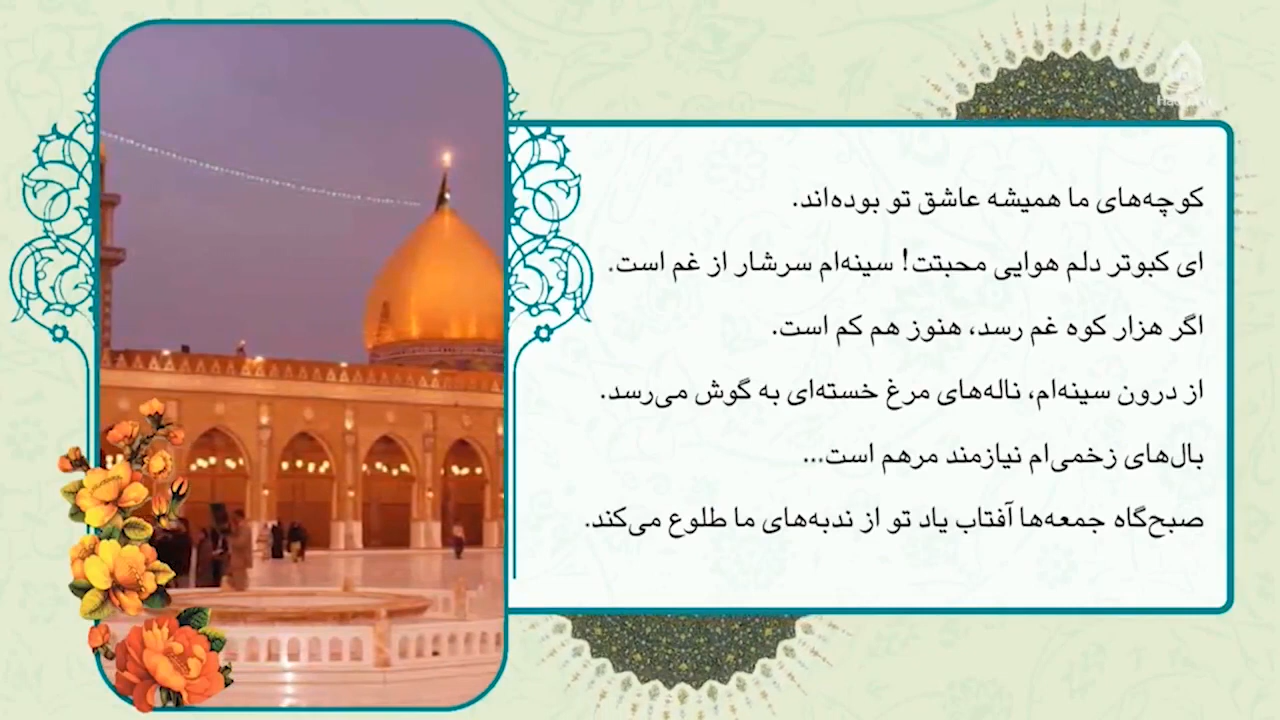 کوچه‌های ما همیشه عاشق تو بوده‌اند.
ای کبوتر دلم هوایی محبتت! سینه‌ام سرشار از غم است.
اگر هزار کوه غم رسد، هنوز هم کم است.
از درون سینه‌ام، ناله‌های مرغ خسته‌ای به گوش می‌رسد.
بال‌های زخمی‌ام نیازمند مرهم است...
صبح‌گاه جمعه‌ها آفتاب یاد تو از ندبه‌های ما طلوع می‌کند.